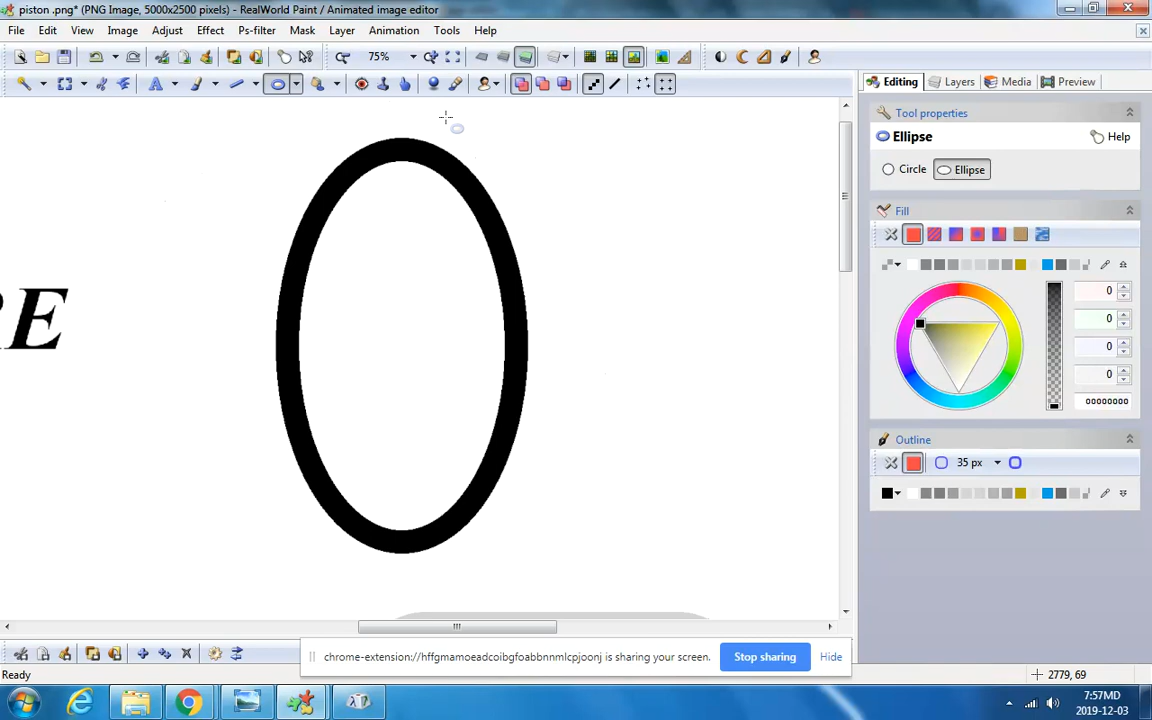 piston .png* (PNG Image, 5000x2500 pixels) - RealWorld Paint / Animated image editor
File Edit View Image Adjust Effect Ps-filter Mask Layer Animation Tools Help
75%
Editing Layers Media Preview
Tool properties
Ellipse Help
Circle Ellipse
Fill
0
0
0
0
00000000
Outline
35 px
RE
chrome-extension://hffgmamoeadcoibgfoabbnnmlcpjoonj is sharing your screen. Stop sharing Hide
Ready
2779, 69
7:57MD
2019-12-03